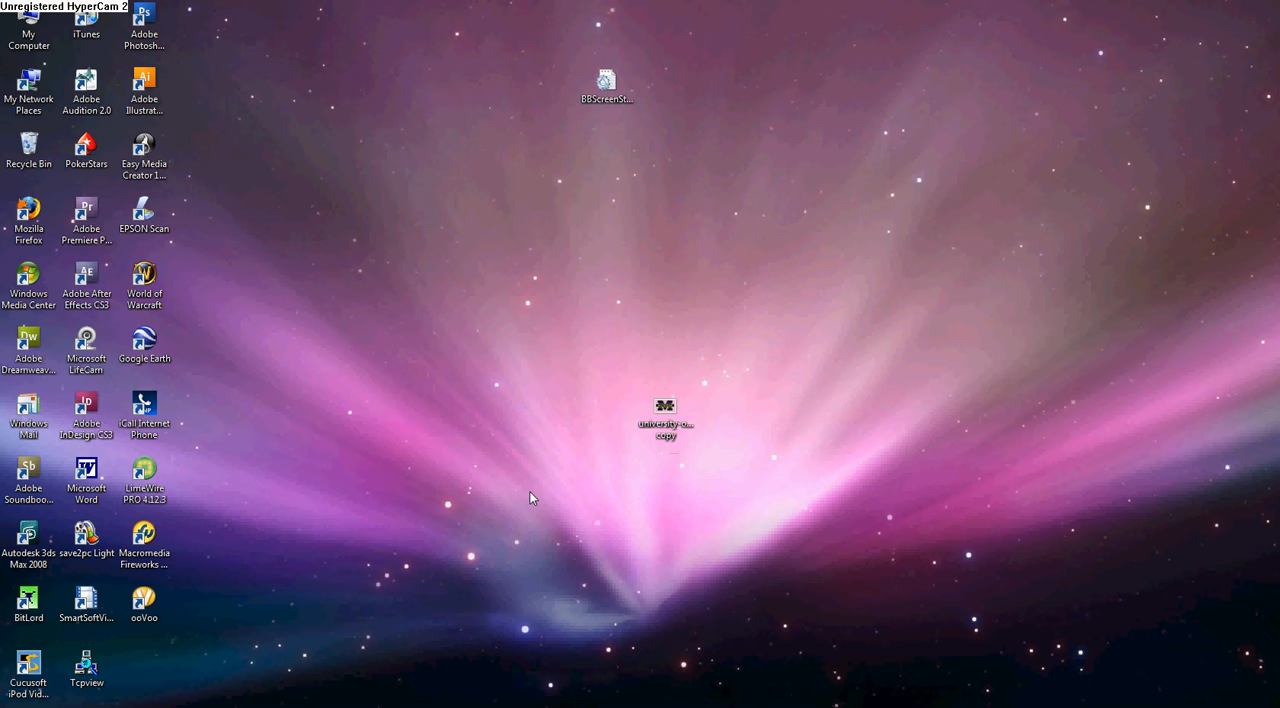 Unregistered HyperCam 2
My
Computer
iTunes
Adobe
Photosh...
BBScreenSt...
My Network
Places
Adobe
Audition 2.0
Adobe
Illustrat...
Recycle Bin
PokerStars
Easy Media
Creator 1...
Mozilla
Firefox
Adobe
Premiere P...
EPSON Scan
Windows
Media Center
Adobe After
Effects CS3
World of
Warcraft
Adobe
Dreamweav...
Microsoft
LifeCam
Google Earth
university-o...
copy
Windows
Mail
Adobe
InDesign CS3
iCall Internet
Phone
Adobe
Soundboo...
Microsoft
Word
LimeWire
PRO 4.12.3
Autodesk 3ds
Max 2008
save2pc Light
Macromedia
Fireworks ...
BitLord
SmartSoftVi...
ooVoo
Cucusoft
iPod Vid...
Tcpview